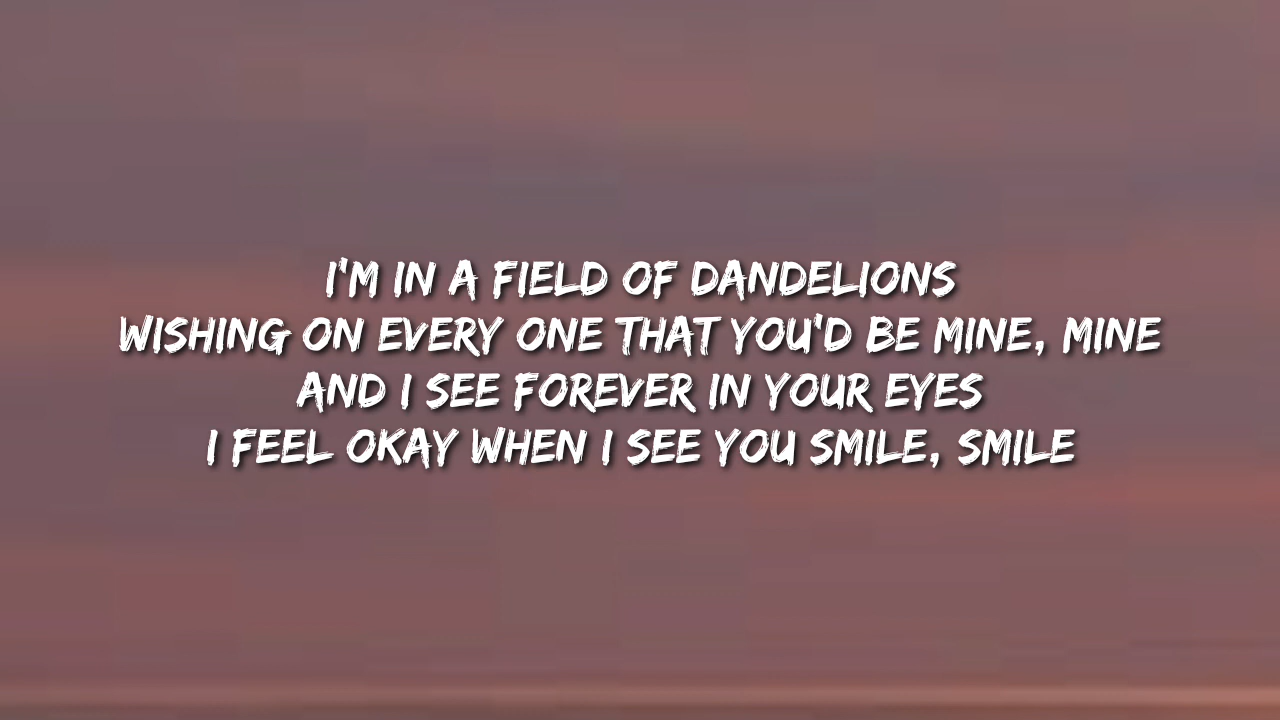 I'M IN A FIELD OF DANDELIONS
WISHING ON EVERY ONE THAT YOU'D BE MINE, MINE
AND I SEE FOREVER IN YOUR EYES
I FEEL OKAY WHEN I SEE YOU SMILE, SMILE